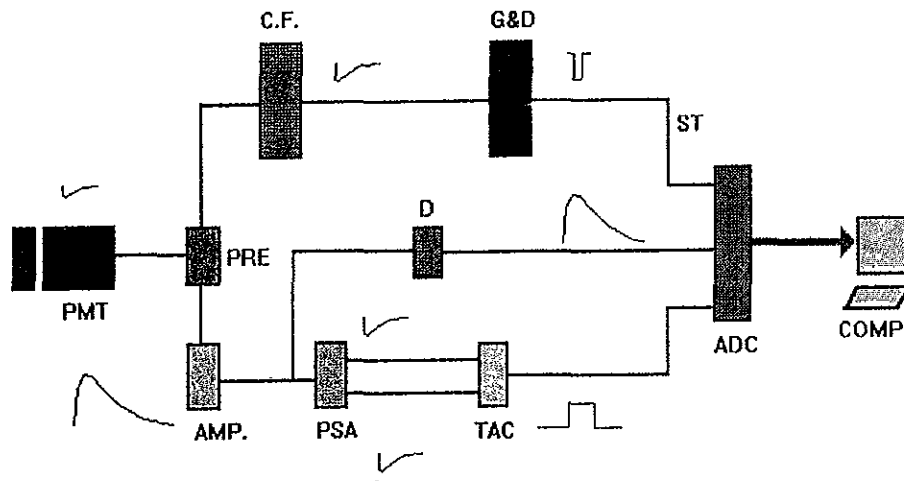 C.F.
G&D
ST
D
PRE
PMT
ADC
COMP
AMP.
PSA
TAC